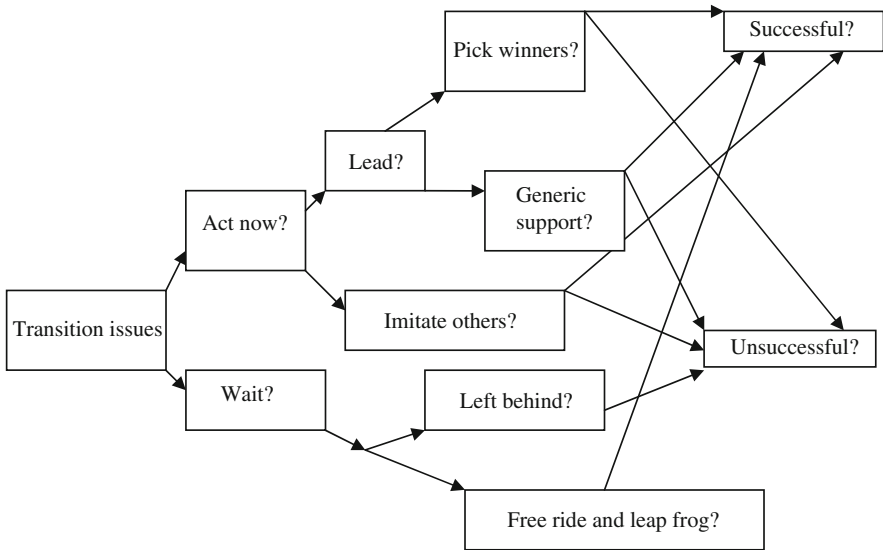 Pick winners?
Successful?
Lead?
Generic
support?
Act now?
Transition issues
Imitate others?
Unsuccessful?
Wait?
Left behind?
Free ride and leap frog?